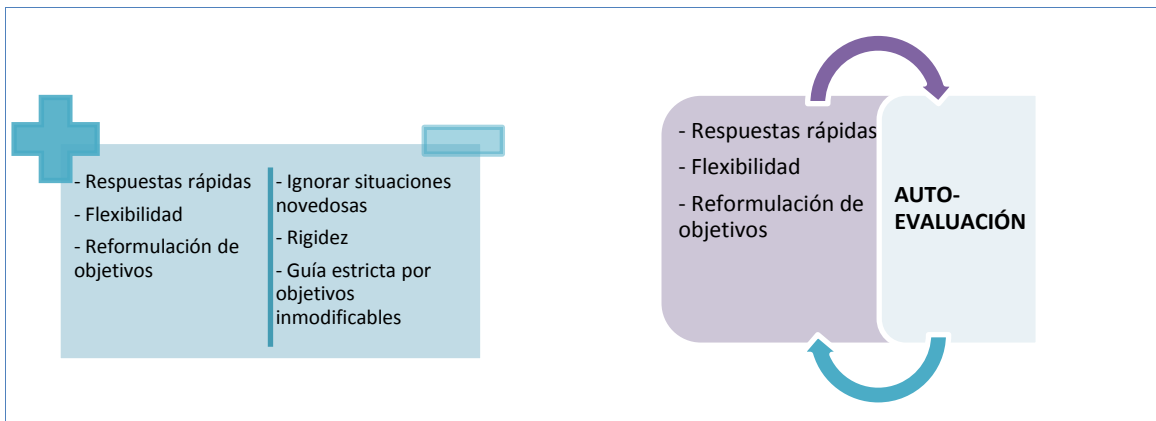 - Respuestas rápidas
- Flexibilidad
- Reformulación de
objetivos
- Ignorar situaciones
novedosas
- Rigidez
- Guía estricta por
objetivos
inmodificables
- Respuestas rápidas
- Flexibilidad
- Reformulación de
objetivos
AUTO-
EVALUACIÓN